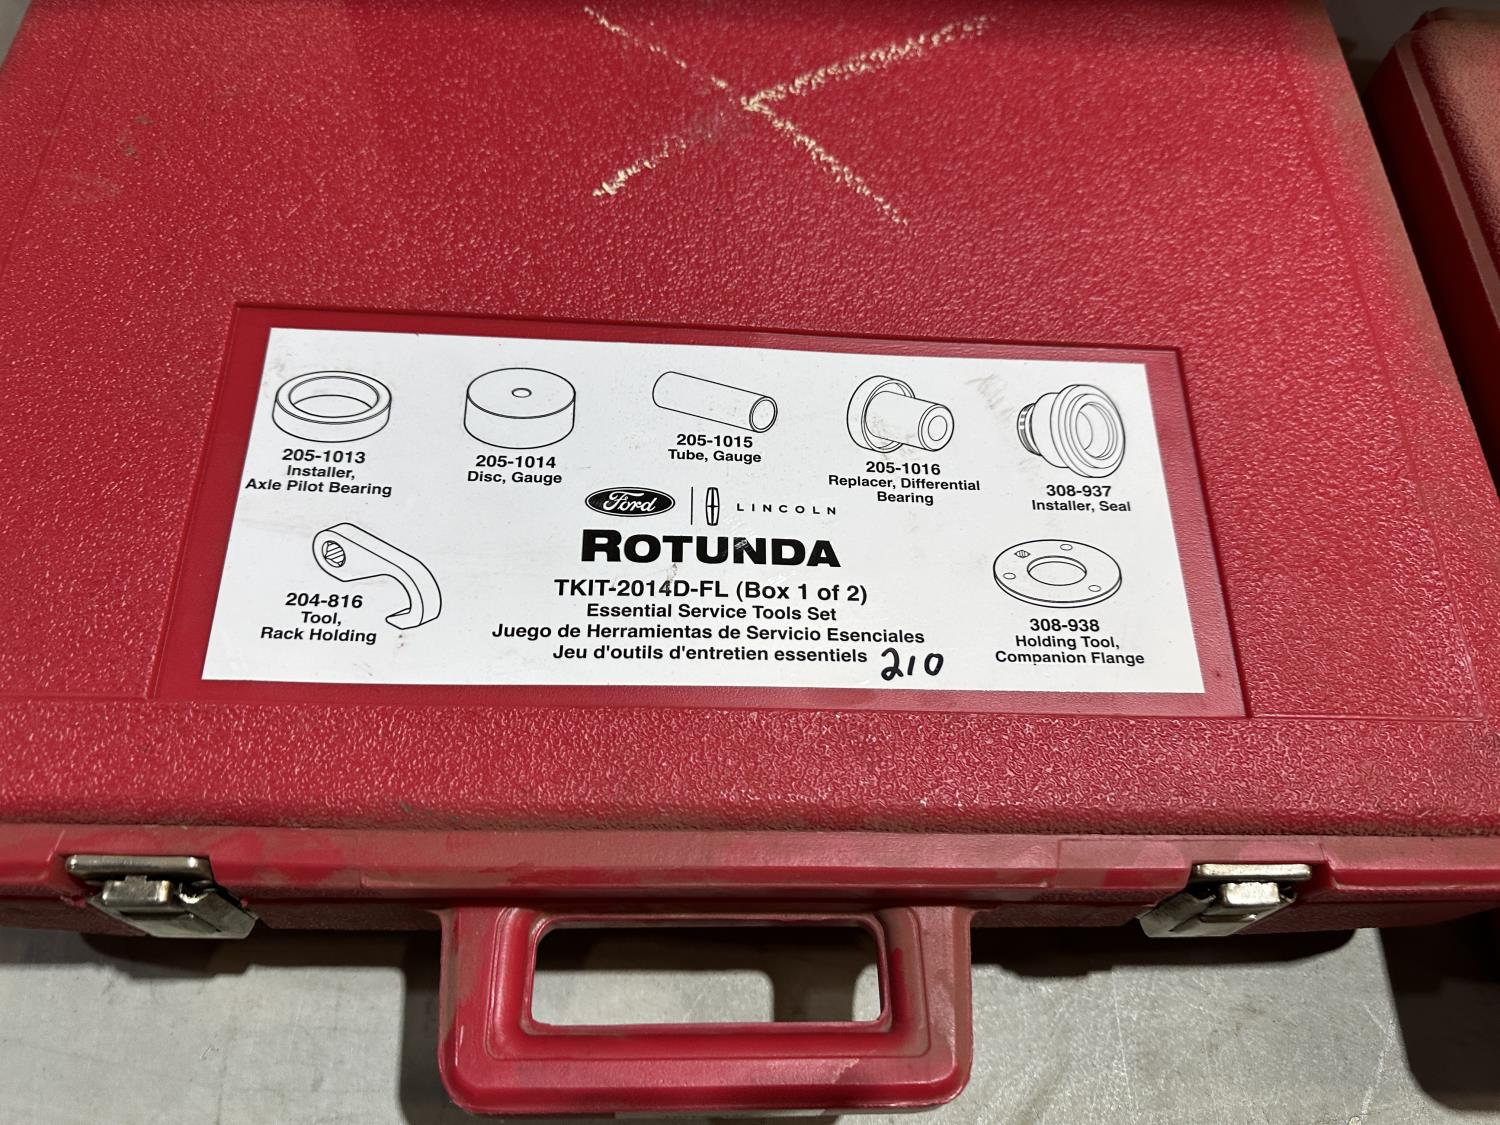 205-1013
Installer,
Axle Pilot Bearing
205-1014
Disc, Gauge
205-1015
Tube, Gauge
205-1016
Replacer, Differential
Bearing
308-937
Installer, Seal
Ford LINCOLN
ROTUNDA
TKIT-2014D-FL (Box 1 of 2)
Essential Service Tools Set
Juego de Herramientas de Servicio Esenciales
Jeu d'outils d'entretien essentiels 210
204-816
Tool,
Rack Holding
308-938
Holding Tool,
Companion Flange